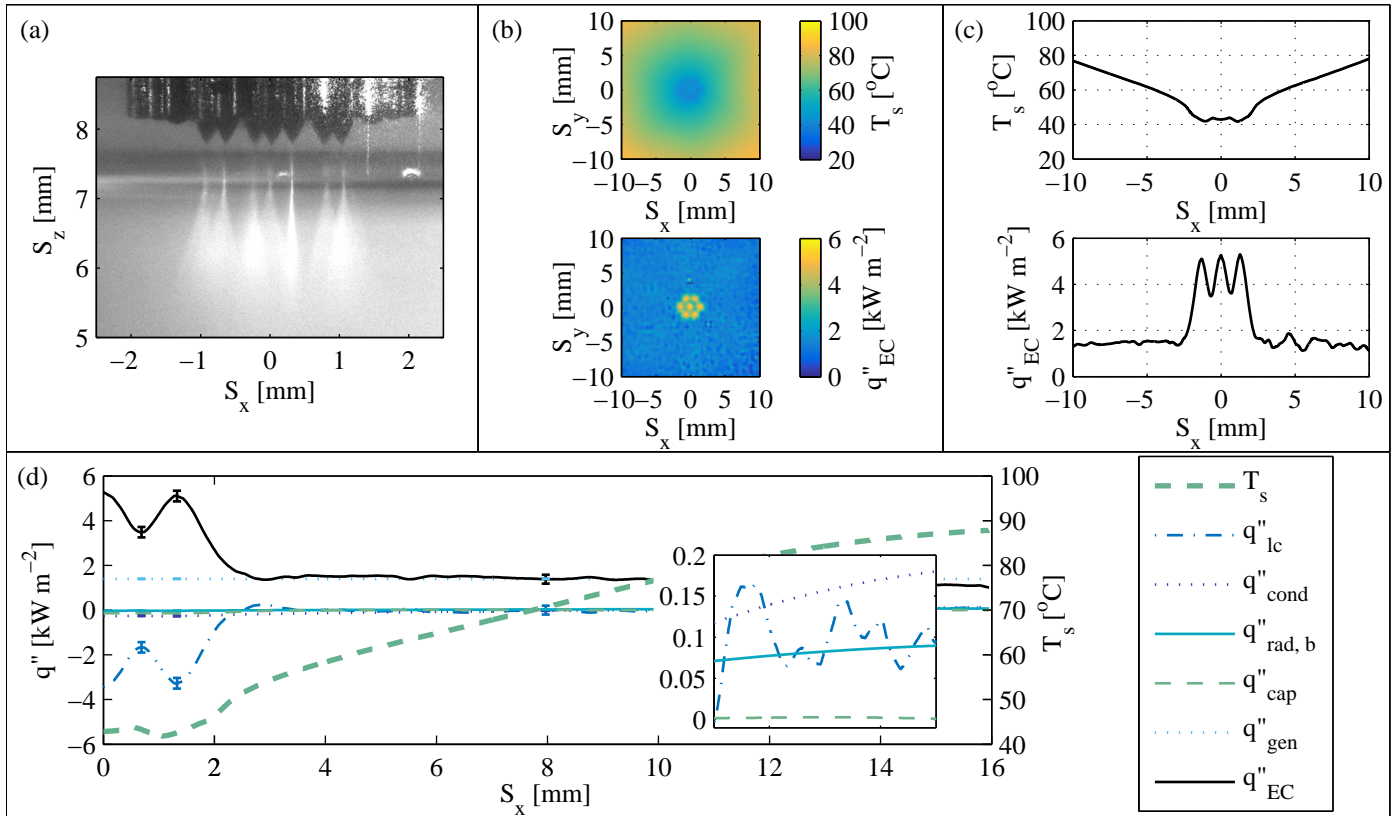 (a)
8
7
6
5
S_z [mm]
−2 −1 0 1 2
S_x [mm]
(b)
10
5
0
−5
−10
S_y [mm]
−10 −5 0 5 10
S_x [mm]
100
80
60
40
20
T_s [°C]
10
5
0
−5
−10
S_y [mm]
−10 −5 0 5 10
S_x [mm]
6
4
2
0
q"_EC [kW m⁻²]
(c)
100
80
60
40
20
T_s [°C]
−10 −5 0 5 10
S_x [mm]
6
4
2
0
q"_EC [kW m⁻²]
−10 −5 0 5 10
S_x [mm]
(d)
6
4
2
0
−2
−4
−6
q" [kW m⁻²]
0 2 4 6 8 10 12 14 16
S_x [mm]
100
90
80
70
60
50
40
T_s [°C]
0.2
0.15
0.1
0.05
0
T_s
q"_lc
q"_cond
q"_rad, b
q"_cap
q"_gen
q"_EC